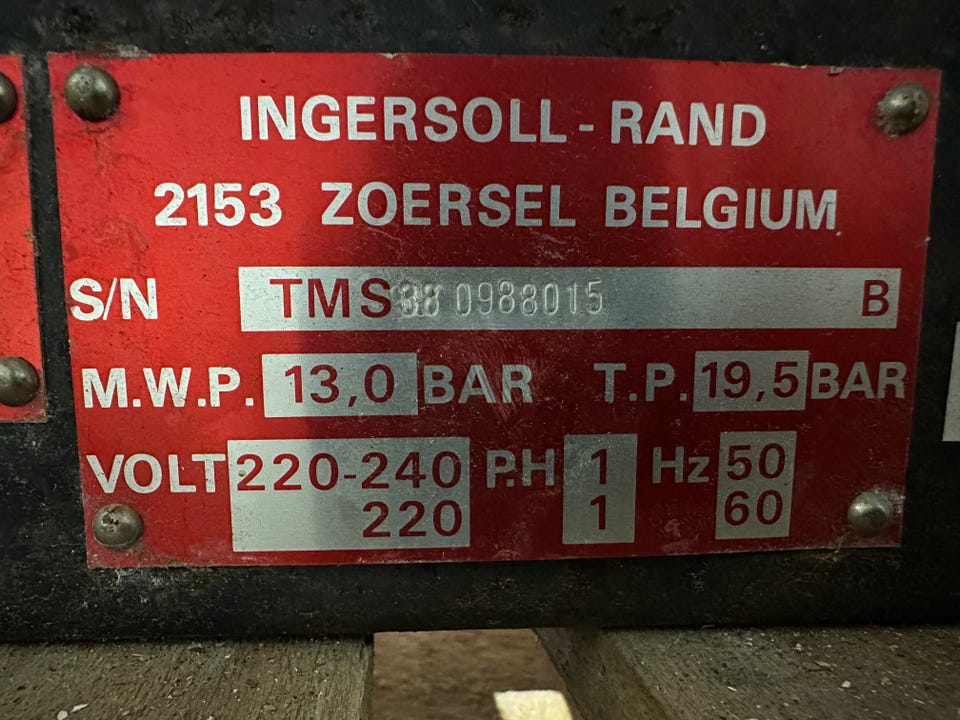 INGERSOLL - RAND
2153 ZOERSEL BELGIUM
S/N TMS 38 0988015 B
M.W.P. 13,0 BAR T.P. 19,5 BAR
VOLT 220-240 P.H 1 Hz 50
220 1 60